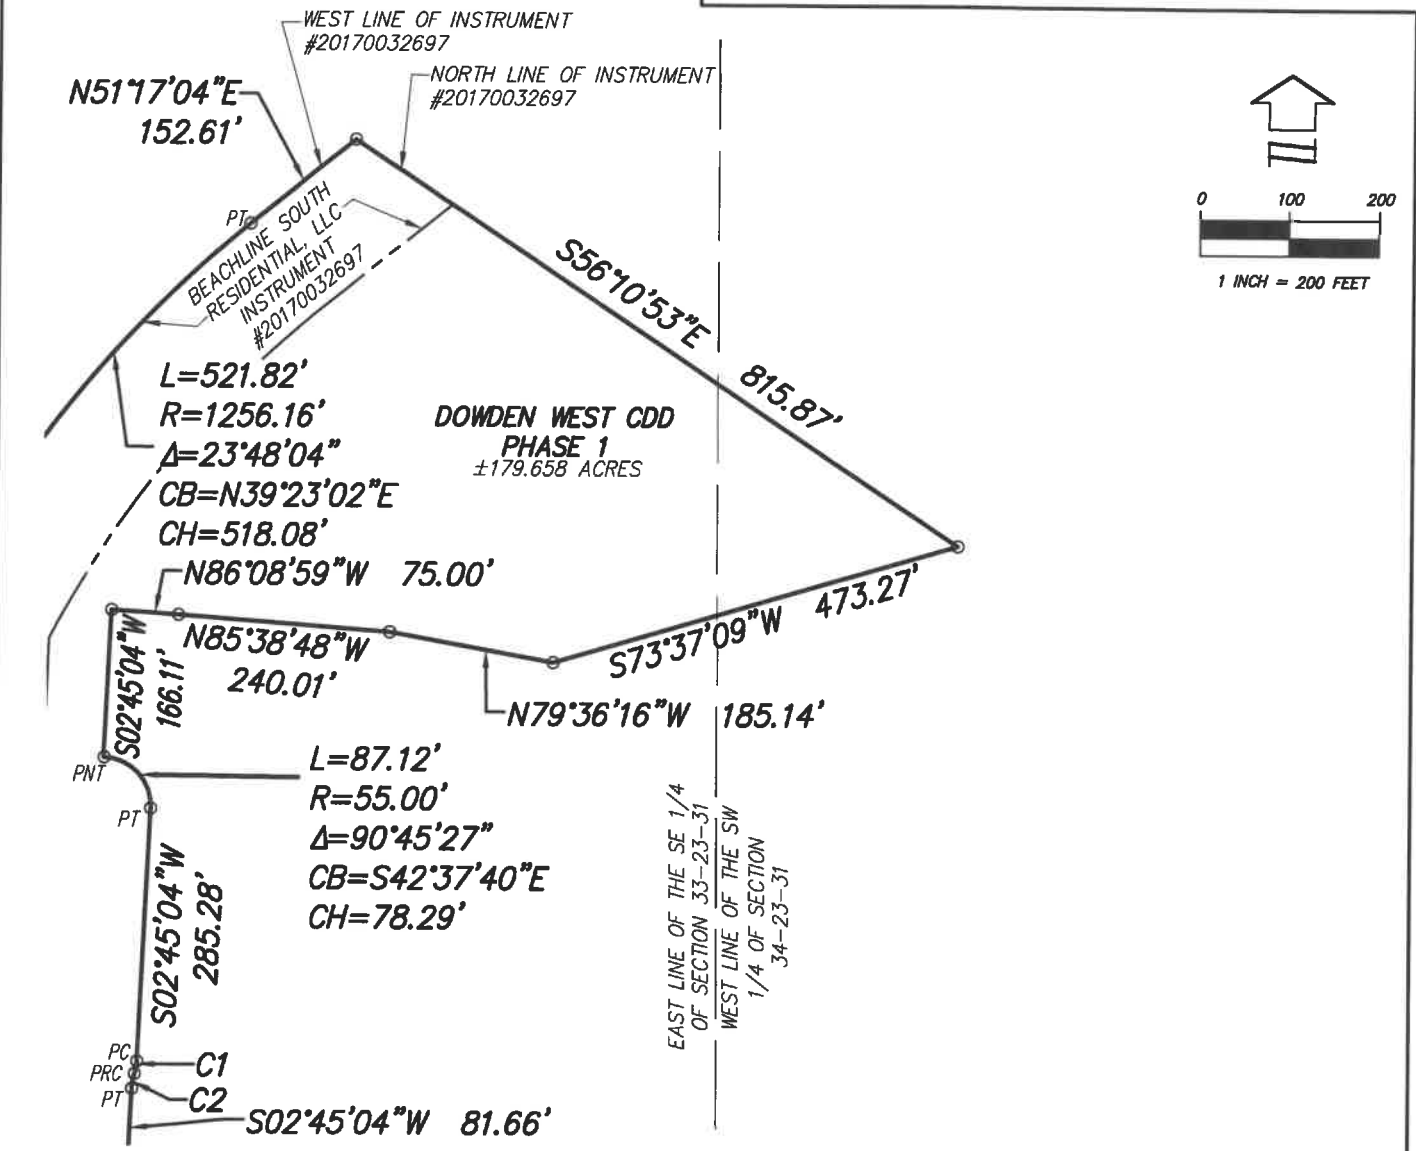 WEST LINE OF INSTRUMENT
#20170032697
NORTH LINE OF INSTRUMENT
#20170032697
N51°17'04"E
152.61'
0 100 200
1 INCH = 200 FEET
PT
BEACHLINE SOUTH
RESIDENTIAL, LLC
INSTRUMENT
#20170032697
S56°10'53"E 815.87'
L=521.82'
R=1256.16'
Δ=23°48'04"
CB=N39°23'02"E
CH=518.08'
DOWDEN WEST CDD
PHASE 1
±179.658 ACRES
N86°08'59"W 75.00'
N85°38'48"W
240.01'
S73°37'09"W 473.27'
N79°36'16"W 185.14'
S02°45'04"W
166.11'
PNT
PT
L=87.12'
R=55.00'
Δ=90°45'27"
CB=S42°37'40"E
CH=78.29'
S02°45'04"W
285.28'
EAST LINE OF THE SE 1/4
OF SECTION 33-23-31
WEST LINE OF THE SW
1/4 OF SECTION
34-23-31
PC
C1
PRC
PT
C2
S02°45'04"W 81.66'